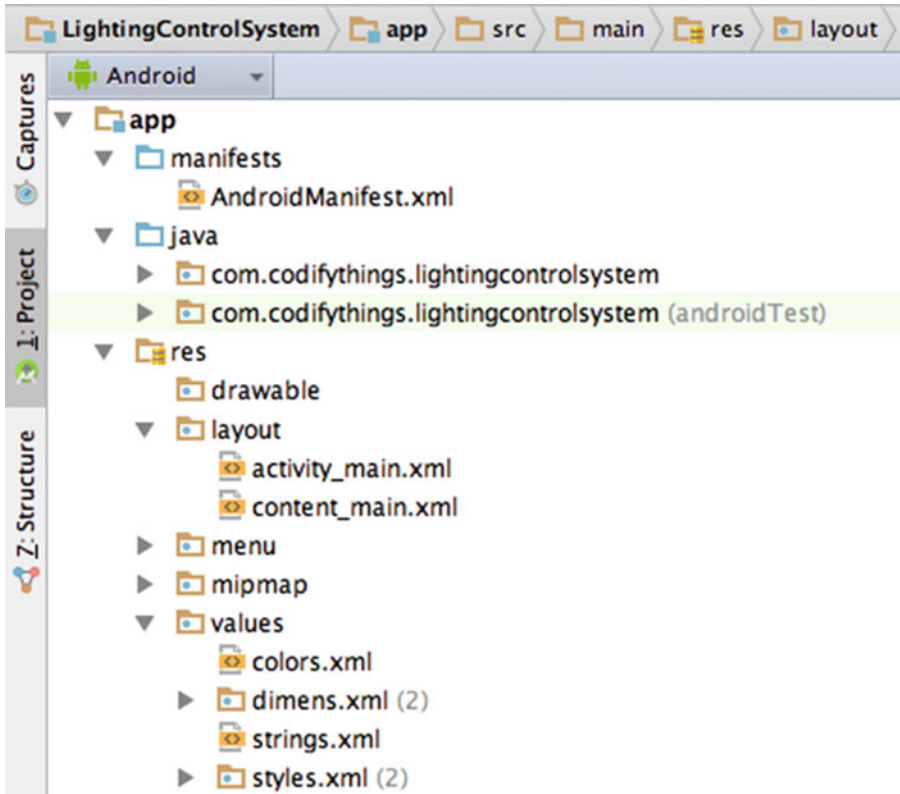 LightingControlSystem app src main res layout
Captures
1: Project
Z: Structure
Android
app
manifests
AndroidManifest.xml
java
com.codifythings.lightingcontrolsystem
com.codifythings.lightingcontrolsystem (androidTest)
res
drawable
layout
activity_main.xml
content_main.xml
menu
mipmap
values
colors.xml
dimens.xml (2)
strings.xml
styles.xml (2)